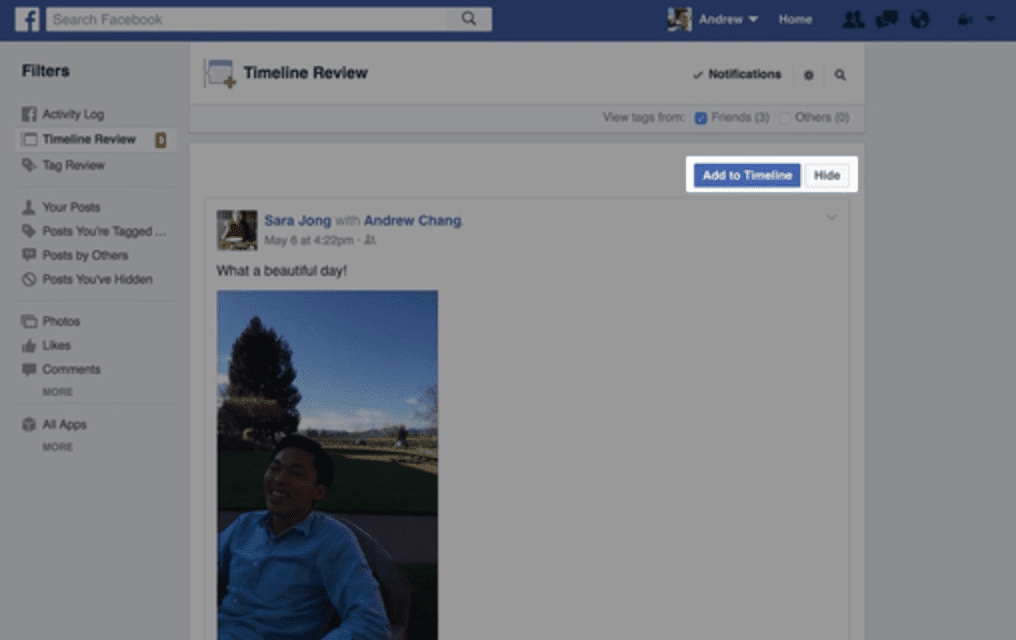 f Search Facebook Andrew Home
Filters
Activity Log
Timeline Review 3
Tag Review
Your Posts
Posts You're Tagged ...
Posts by Others
Posts You've Hidden
Photos
Likes
Comments
MORE
All Apps
MORE
Timeline Review
Notifications
View tags from: Friends (3) Others (0)
Add to Timeline Hide
Sara Jong with Andrew Chang.
May 6 at 4:22pm ·
What a beautiful day!